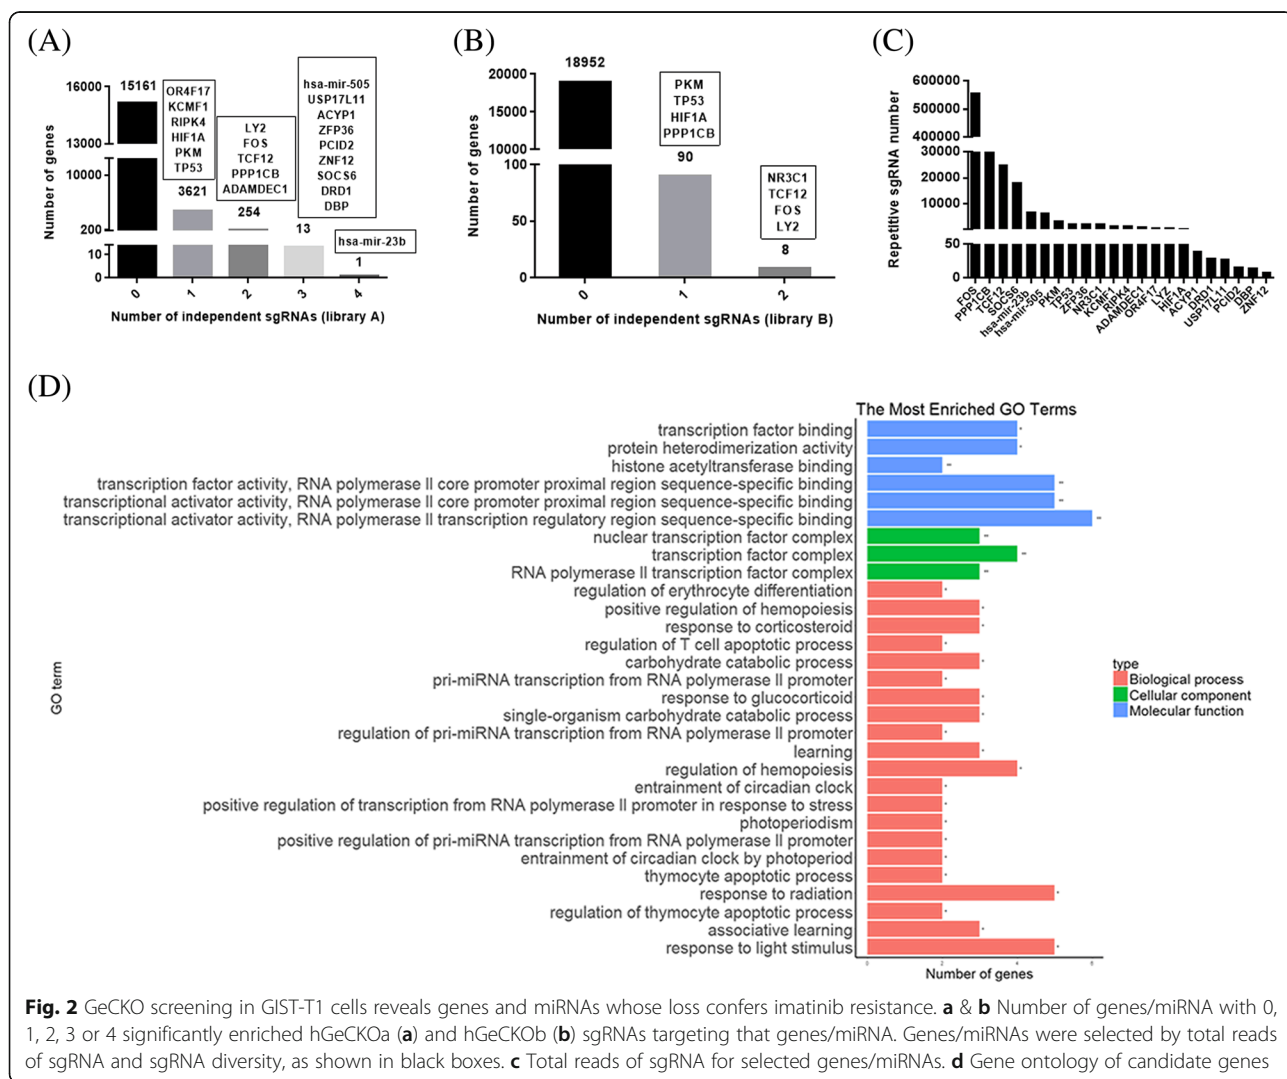 (A)
Number of genes
16000
13000
10000
200
10
0
15161
OR4F17
KCMF1
RIPK4
HIF1A
PKM
TP53
3621
LY2
FOS
TCF12
PPP1CB
ADAMDEC1
254
hsa-mir-505
USP17L11
ACYP1
ZFP36
PCID2
ZNF12
SOCS6
DRD1
DBP
13
hsa-mir-23b
1
0 1 2 3 4
Number of independent sgRNAs (library A)
(B)
Number of genes
20000
15000
10000
100
50
0
18952
PKM
TP53
HIF1A
PPP1CB
90
NR3C1
TCF12
FOS
LY2
8
0 1 2
Number of independent sgRNAs (library B)
(C)
Repetitive sgRNA number
600000
500000
400000
30000
20000
10000
50
0
FOS
PPP1CB
TCF12
SOCS6
hsa-mir-23b
hsa-mir-505
PKM
TP53
ZFP36
NR3C1
KCMF1
RIPK4
ADAMDEC1
OR4F17
LYZ
HIF1A
ACYP1
DRD1
USP17L11
PCID2
DBP
ZNF12
(D)
The Most Enriched GO Terms
GO term
transcription factor binding
protein heterodimerization activity
histone acetyltransferase binding
transcription factor activity, RNA polymerase II core promoter proximal region sequence-specific binding
transcriptional activator activity, RNA polymerase II core promoter proximal region sequence-specific binding
transcriptional activator activity, RNA polymerase II transcription regulatory region sequence-specific binding
nuclear transcription factor complex
transcription factor complex
RNA polymerase II transcription factor complex
regulation of erythrocyte differentiation
positive regulation of hemopoiesis
response to corticosteroid
regulation of T cell apoptotic process
carbohydrate catabolic process
pri-miRNA transcription from RNA polymerase II promoter
response to glucocorticoid
single-organism carbohydrate catabolic process
regulation of pri-miRNA transcription from RNA polymerase II promoter
learning
regulation of hemopoiesis
entrainment of circadian clock
positive regulation of transcription from RNA polymerase II promoter in response to stress
photoperiodism
positive regulation of pri-miRNA transcription from RNA polymerase II promoter
entrainment of circadian clock by photoperiod
thymocyte apoptotic process
response to radiation
regulation of thymocyte apoptotic process
associative learning
response to light stimulus
0 2 4 6
Number of genes
type
Biological process
Cellular component
Molecular function
Fig. 2 GeCKO screening in GIST-T1 cells reveals genes and miRNAs whose loss confers imatinib resistance. a & b Number of genes/miRNA with 0,
1, 2, 3 or 4 significantly enriched hGeCKOa (a) and hGeCKOb (b) sgRNAs targeting that genes/miRNA. Genes/miRNAs were selected by total reads
of sgRNA and sgRNA diversity, as shown in black boxes. c Total reads of sgRNA for selected genes/miRNAs. d Gene ontology of candidate genes